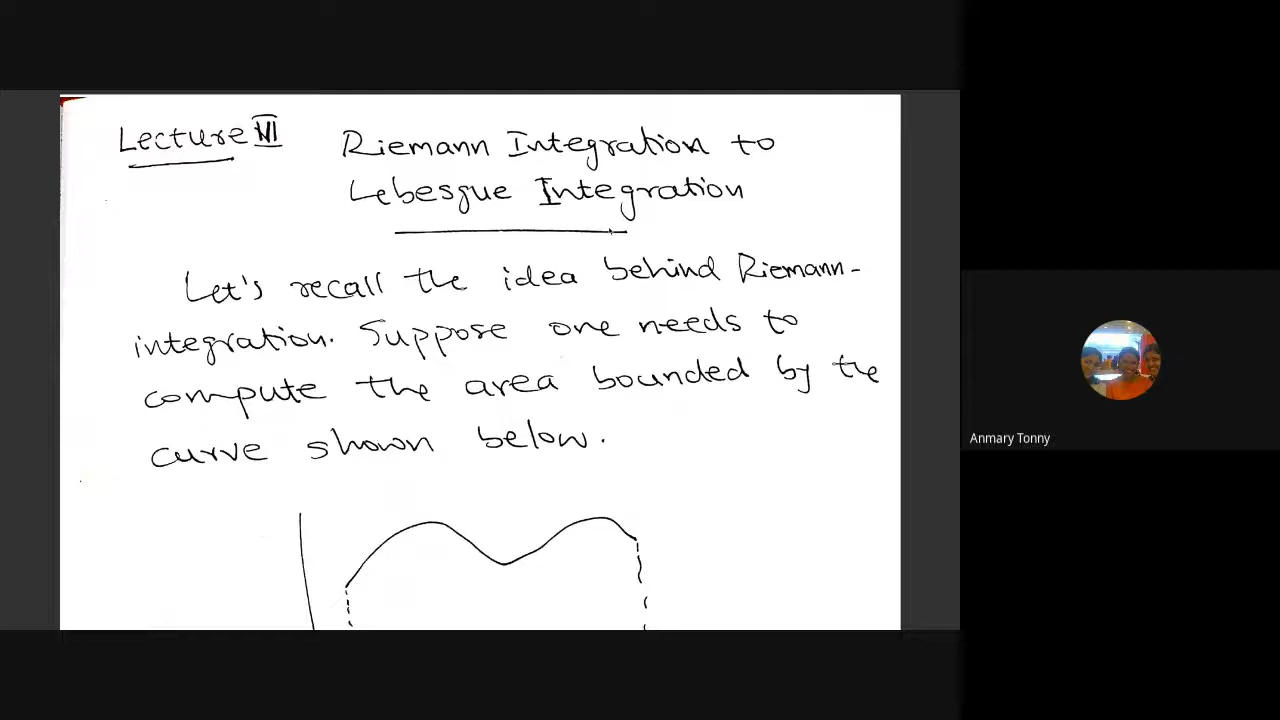 Lecture VI
Riemann Integration to
Lebesgue Integration
Let's recall the idea behind Riemann-
integration. Suppose one needs to
compute the area bounded by the
curve shown below.
Anmary Tonny